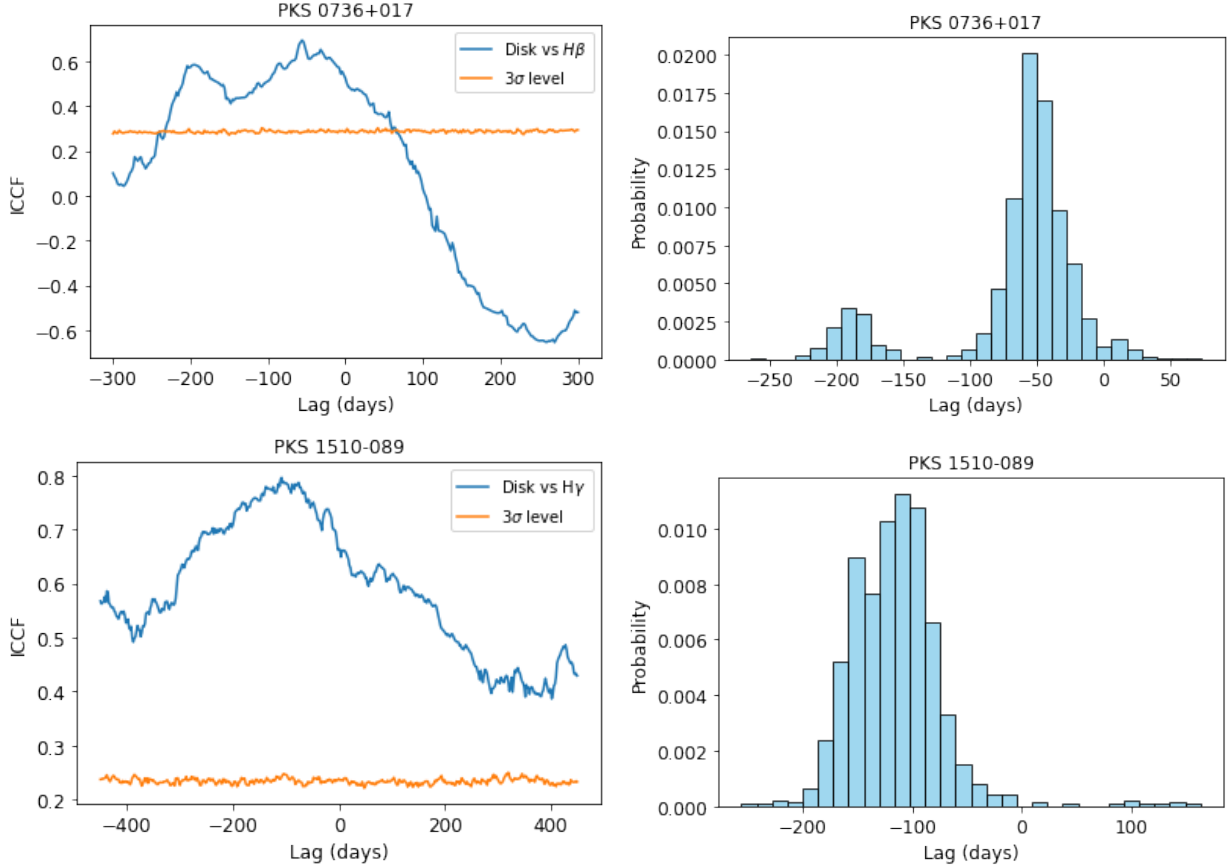 PKS 0736+017
ICCF
0.6
0.4
0.2
0.0
−0.2
−0.4
−0.6
Disk vs Hβ
3σ level
−300 −200 −100 0 100 200 300
Lag (days)
PKS 0736+017
Probability
0.0200
0.0175
0.0150
0.0125
0.0100
0.0075
0.0050
0.0025
0.0000
−250 −200 −150 −100 −50 0 50
Lag (days)
PKS 1510-089
ICCF
0.8
0.7
0.6
0.5
0.4
0.3
0.2
Disk vs Hγ
3σ level
−400 −200 0 200 400
Lag (days)
PKS 1510-089
Probability
0.010
0.008
0.006
0.004
0.002
0.000
−200 −100 0 100
Lag (days)